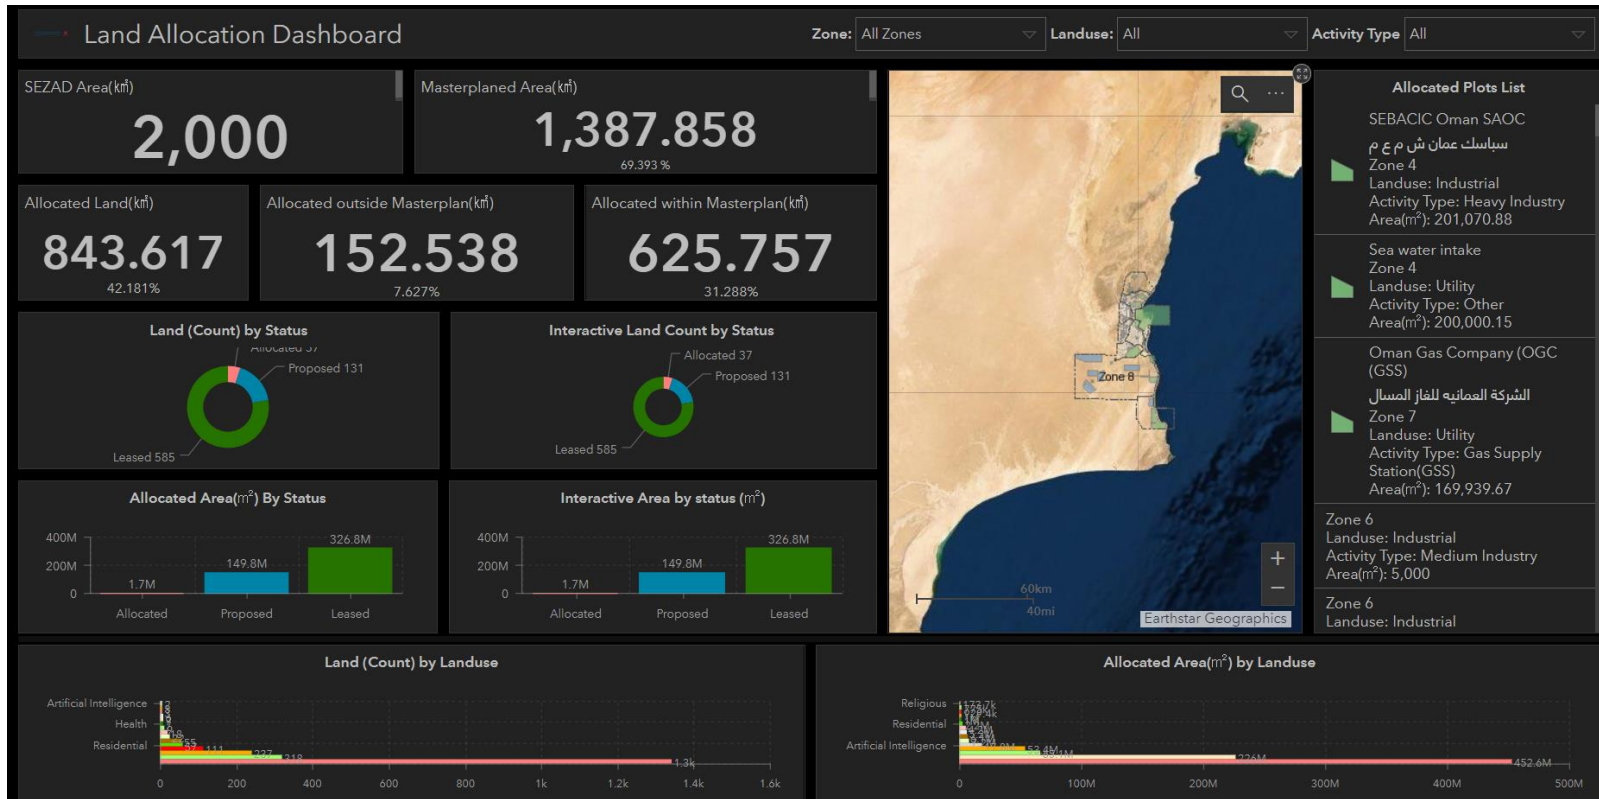 Land Allocation Dashboard
Zone: All Zones
Landuse: All
Activity Type All
SEZAD Area(㎢)
2,000
Masterplaned Area(㎢)
1,387.858
69.393 %
Allocated Land(㎢)
843.617
42.181%
Allocated outside Masterplan(㎢)
152.538
7.627%
Allocated within Masterplan(㎢)
625.757
31.288%
Land (Count) by Status
Allocated 37
Proposed 131
Leased 585
Interactive Land Count by Status
Allocated 37
Proposed 131
Leased 585
Allocated Area(m²) By Status
400M
200M
0
1.7M
149.8M
326.8M
Allocated
Proposed
Leased
Interactive Area by status (m²)
400M
200M
0
1.7M
149.8M
326.8M
Allocated
Proposed
Leased
Zone 8
60km
40mi
Earthstar Geographics
Allocated Plots List
SEBACIC Oman SAOC
سباسك عمان ش م ع م
Zone 4
Landuse: Industrial
Activity Type: Heavy Industry
Area(m²): 201,070.88
Sea water intake
Zone 4
Landuse: Utility
Activity Type: Other
Area(m²): 200,000.15
Oman Gas Company (OGC
(GSS)
الشركة العمانيه للغاز المسال
Zone 7
Landuse: Utility
Activity Type: Gas Supply
Station(GSS)
Area(m²): 169,939.67
Zone 6
Landuse: Industrial
Activity Type: Medium Industry
Area(m²): 5,000
Zone 6
Landuse: Industrial
Land (Count) by Landuse
Artificial Intelligence
Health
Residential
111
237
318
1.3k
0
200
400
600
800
1k
1.2k
1.4k
1.6k
Allocated Area(m²) by Landuse
Religious
Residential
Artificial Intelligence
53.4M
226M
452.6M
0
100M
200M
300M
400M
500M